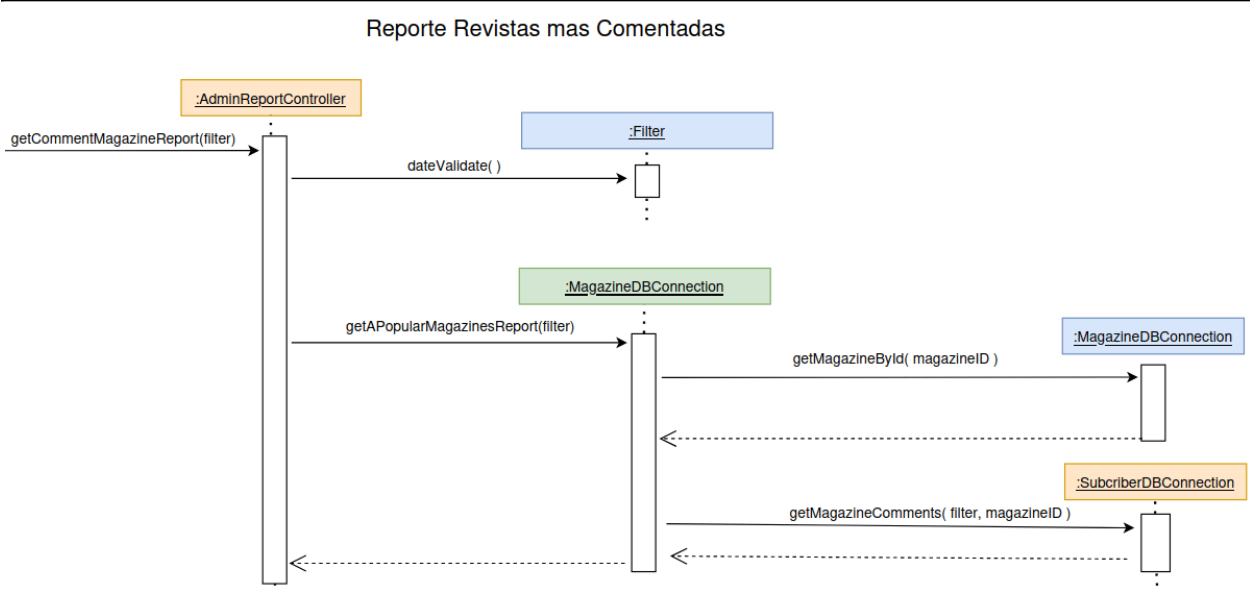 Reporte Revistas mas Comentadas
:AdminReportController
getCommentMagazineReport(filter)
:Filter
dateValidate( )
:MagazineDBConnection
getAPopularMagazinesReport(filter)
:MagazineDBConnection
getMagazineById( magazineID )
:SubcriberDBConnection
getMagazineComments( filter, magazineID )